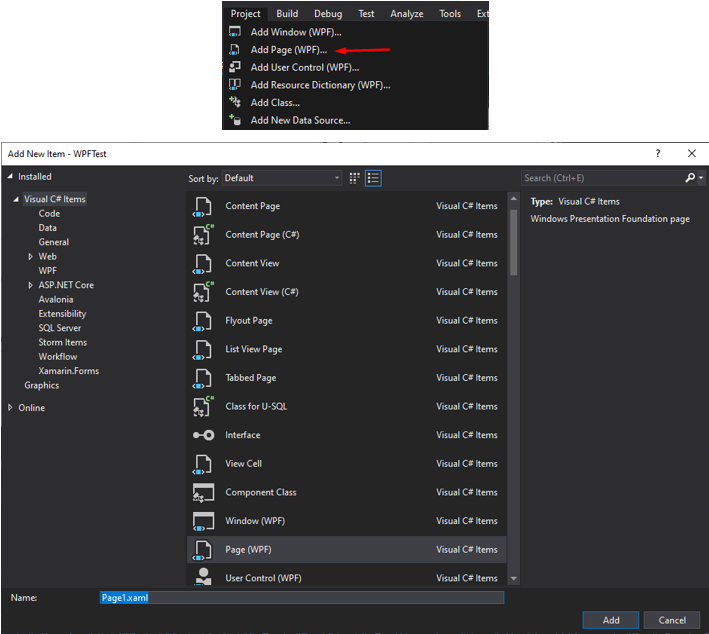 Project Build Debug Test Analyze Tools Ext
Add Window (WPF)...
Add Page (WPF)...
Add User Control (WPF)...
Add Resource Dictionary (WPF)...
Add Class...
Add New Data Source...
Add New Item - WPFTest
Installed
Sort by: Default
Search (Ctrl+E)
Visual C# Items
Code
Data
General
Web
WPF
ASP.NET Core
Avalonia
Extensibility
SQL Server
Storm Items
Workflow
Xamarin.Forms
Graphics
Online
Content Page Visual C# Items
Content Page (C#) Visual C# Items
Content View Visual C# Items
Content View (C#) Visual C# Items
Flyout Page Visual C# Items
List View Page Visual C# Items
Tabbed Page Visual C# Items
Class for U-SQL Visual C# Items
Interface Visual C# Items
View Cell Visual C# Items
Component Class Visual C# Items
Window (WPF) Visual C# Items
Page (WPF) Visual C# Items
User Control (WPF) Visual C# Items
Type: Visual C# Items
Windows Presentation Foundation page
Name: Page1.xaml
Add Cancel